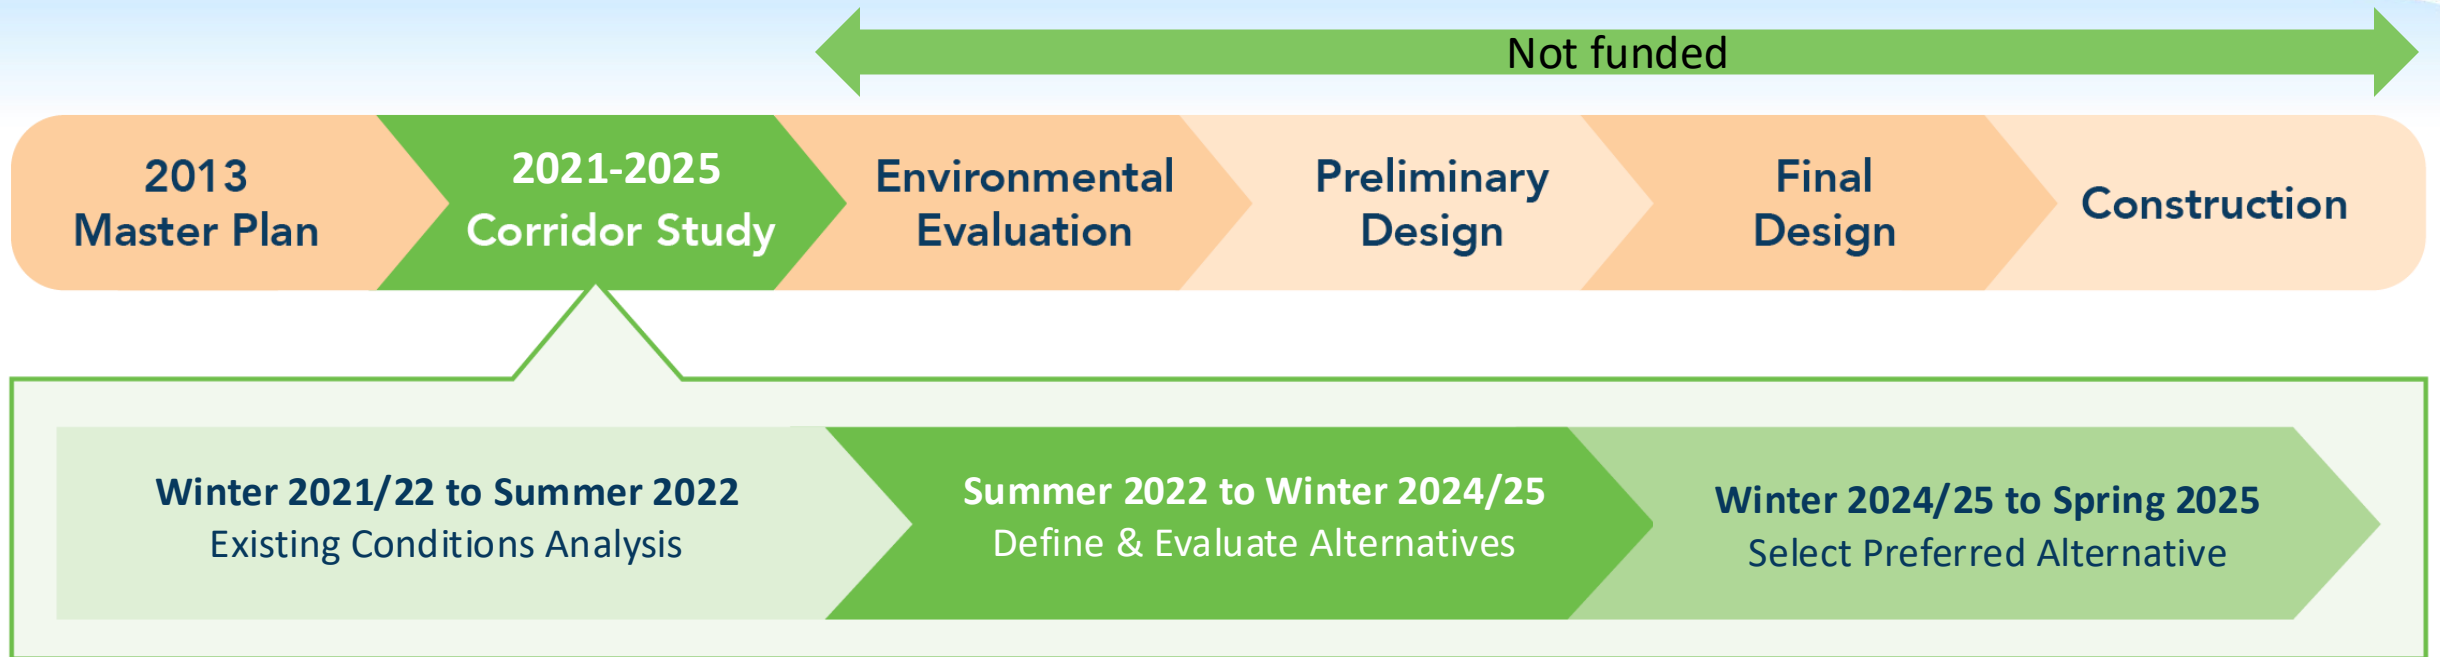 Not funded
2013
Master Plan
2021-2025
Corridor Study
Environmental
Evaluation
Preliminary
Design
Final
Design
Construction
Winter 2021/22 to Summer 2022
Existing Conditions Analysis
Summer 2022 to Winter 2024/25
Define & Evaluate Alternatives
Winter 2024/25 to Spring 2025
Select Preferred Alternative